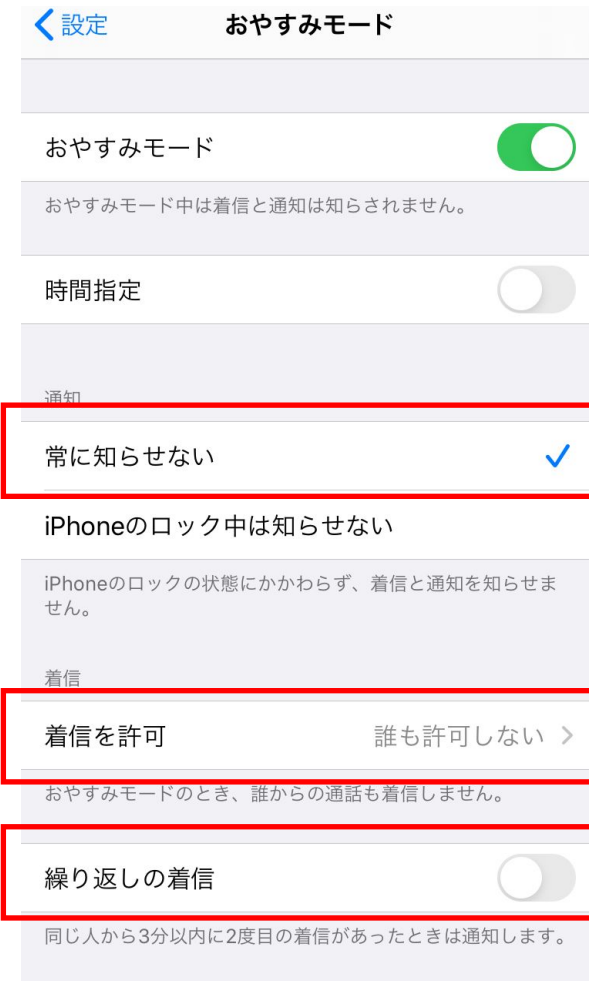 設定 おやすみモード
おやすみモード
おやすみモード中は着信と通知は知らされません。
時間指定
通知
常に知らせない
iPhoneのロック中は知らせない
iPhoneのロックの状態にかかわらず、着信と通知を知らせま
せん。
着信
着信を許可 誰も許可しない
おやすみモードのとき、誰からの通話も着信しません。
繰り返しの着信
同じ人から3分以内に2度目の着信があったときは通知します。